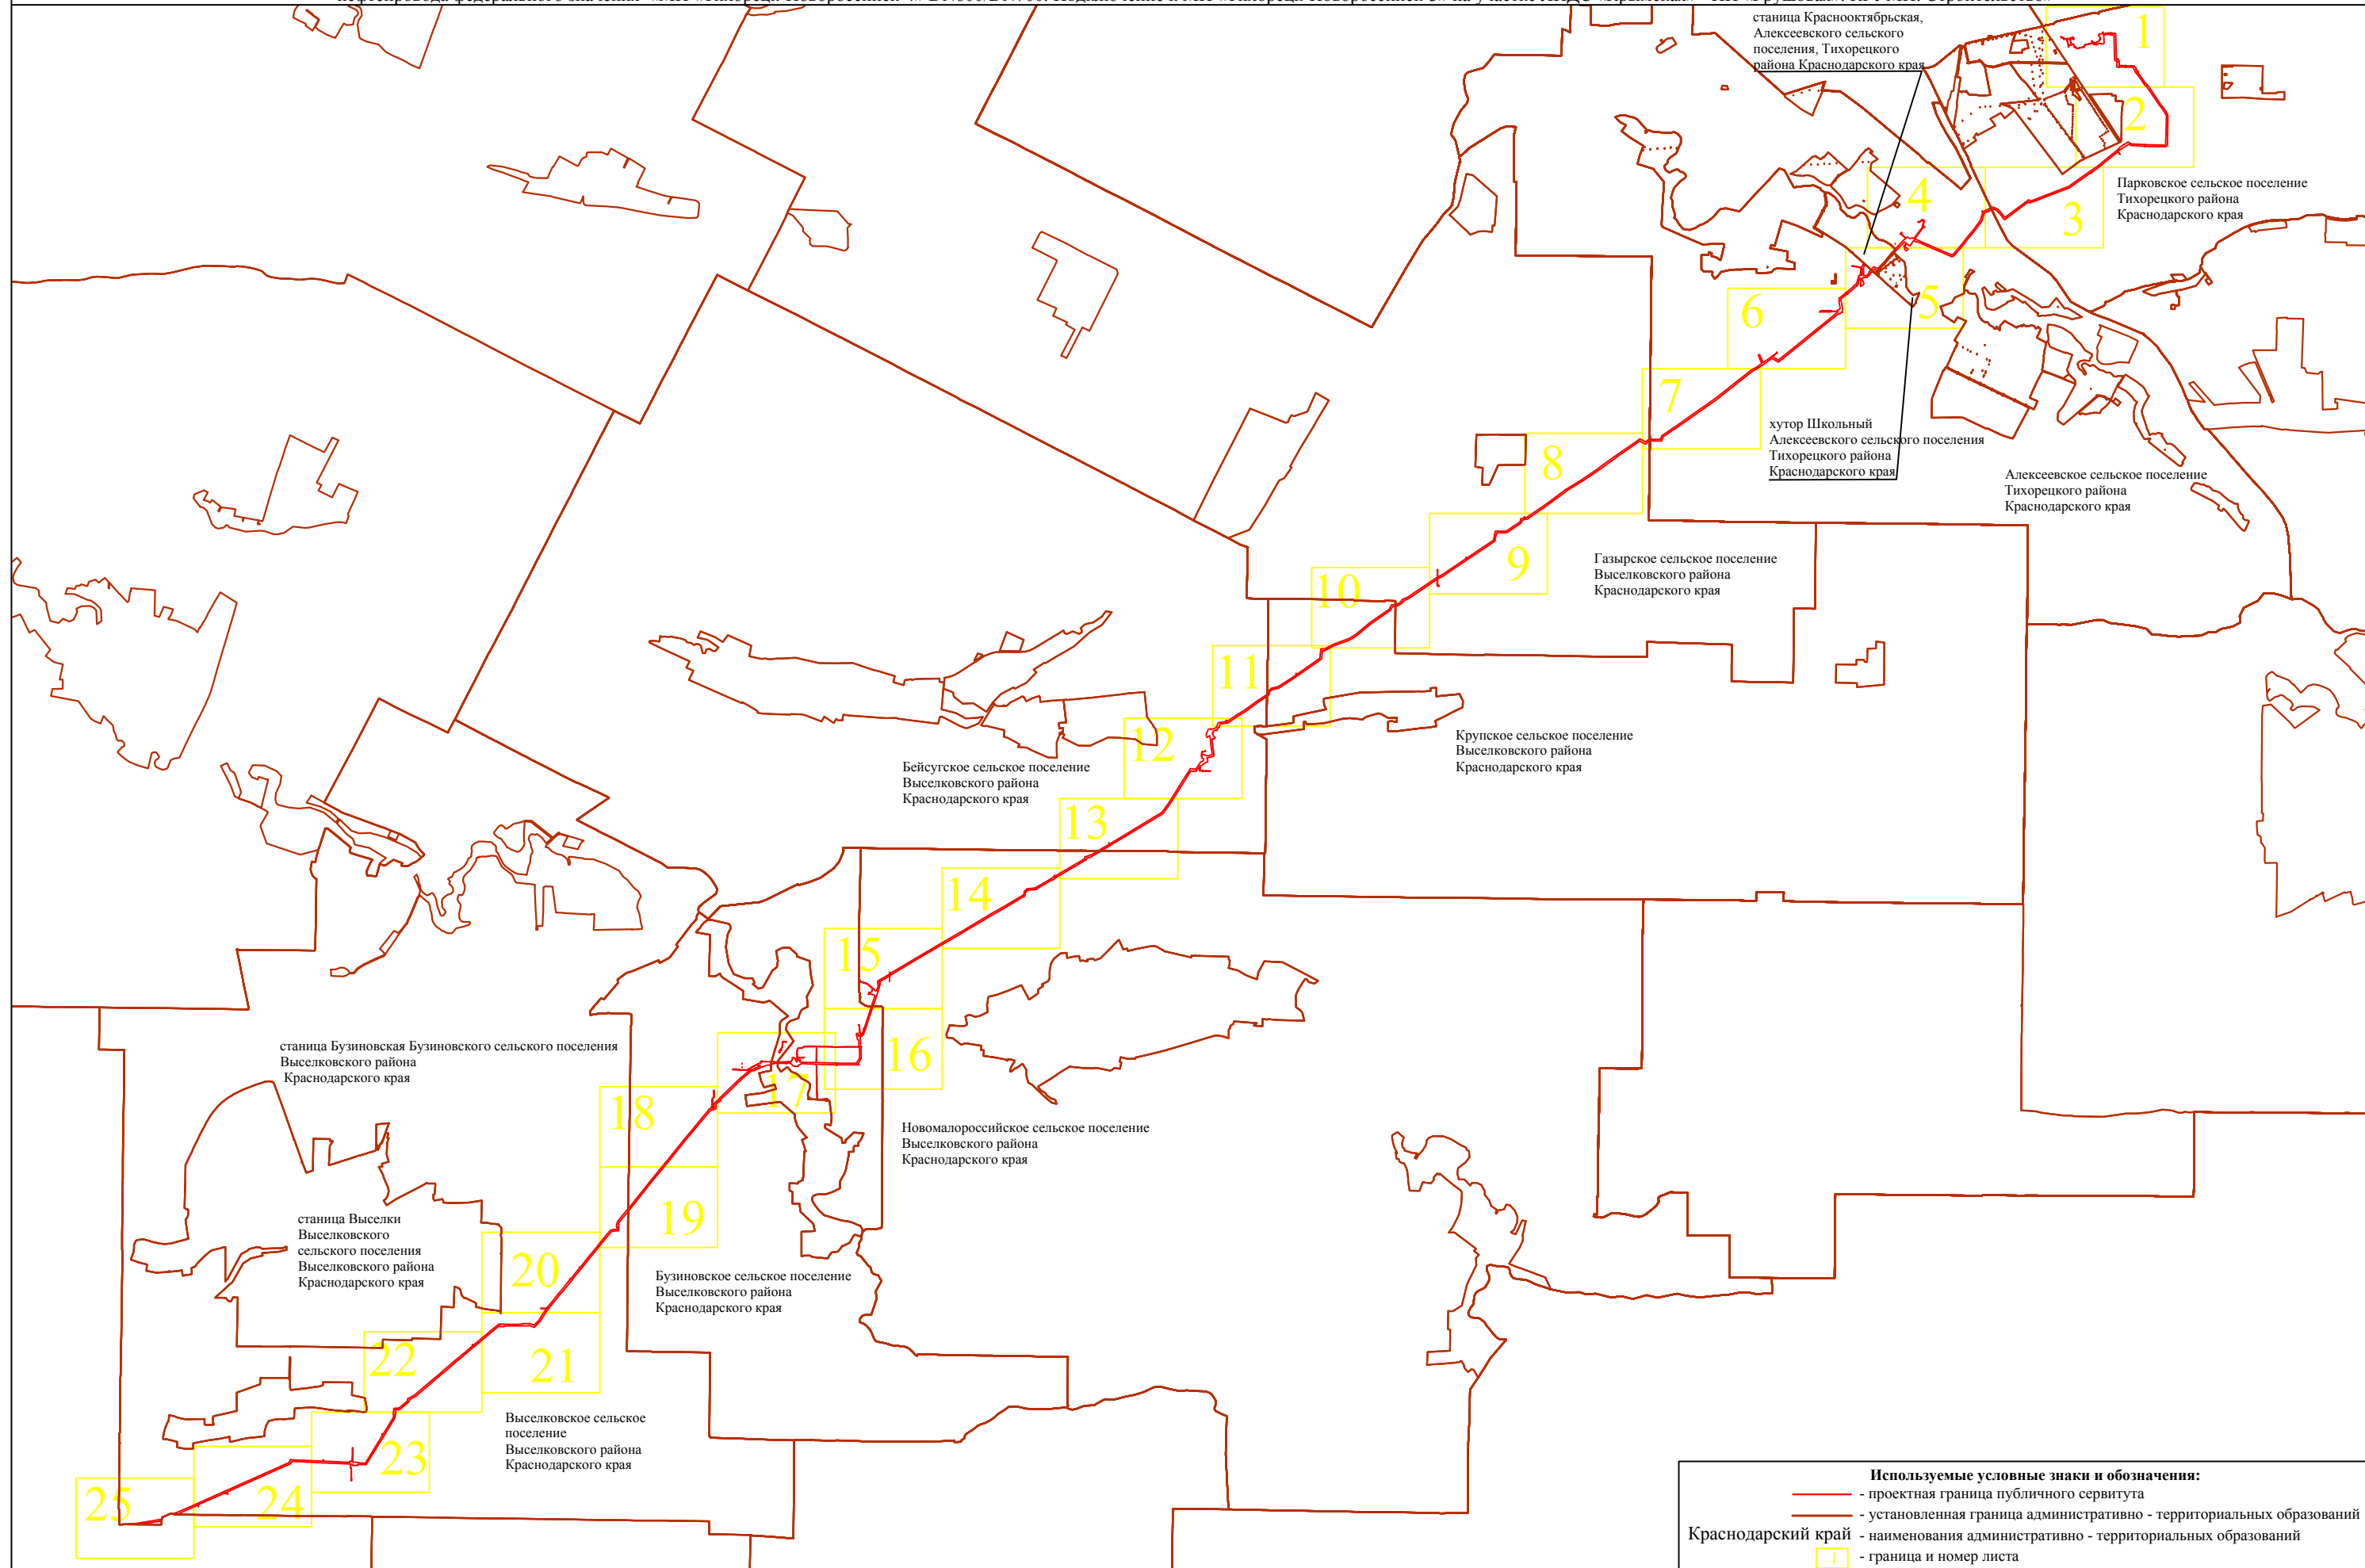 станица Краснооктябрьская,
Алексеевского сельского
поселения, Тихорецкого
района Краснодарского края
1
2
Парковское сельское поселение
Тихорецкого района
Краснодарского края
4
3
5
6
7
хутор Школьный
Алексеевского сельского поселения
Тихорецкого района
Краснодарского края
8
Алексеевское сельское поселение
Тихорецкого района
Краснодарского края
9
Газырское сельское поселение
Выселковского района
Краснодарского края
10
11
12
Крупское сельское поселение
Выселковского района
Краснодарского края
Бейсугское сельское поселение
Выселковского района
Краснодарского края
13
14
15
16
станица Бузиновская Бузиновского сельского поселения
Выселковского района
Краснодарского края
17
18
Новомалороссийское сельское поселение
Выселковского района
Краснодарского края
19
станица Выселки
Выселковского
сельского поселения
Выселковского района
Краснодарского края
20
Бузиновское сельское поселение
Выселковского района
Краснодарского края
22
21
Выселковское сельское
поселение
Выселковского района
Краснодарского края
23
24
25
Используемые условные знаки и обозначения:
- проектная граница публичного сервитута
- установленная граница административно - территориальных образований
Краснодарский край - наименования административно - территориальных образований
1 - граница и номер листа